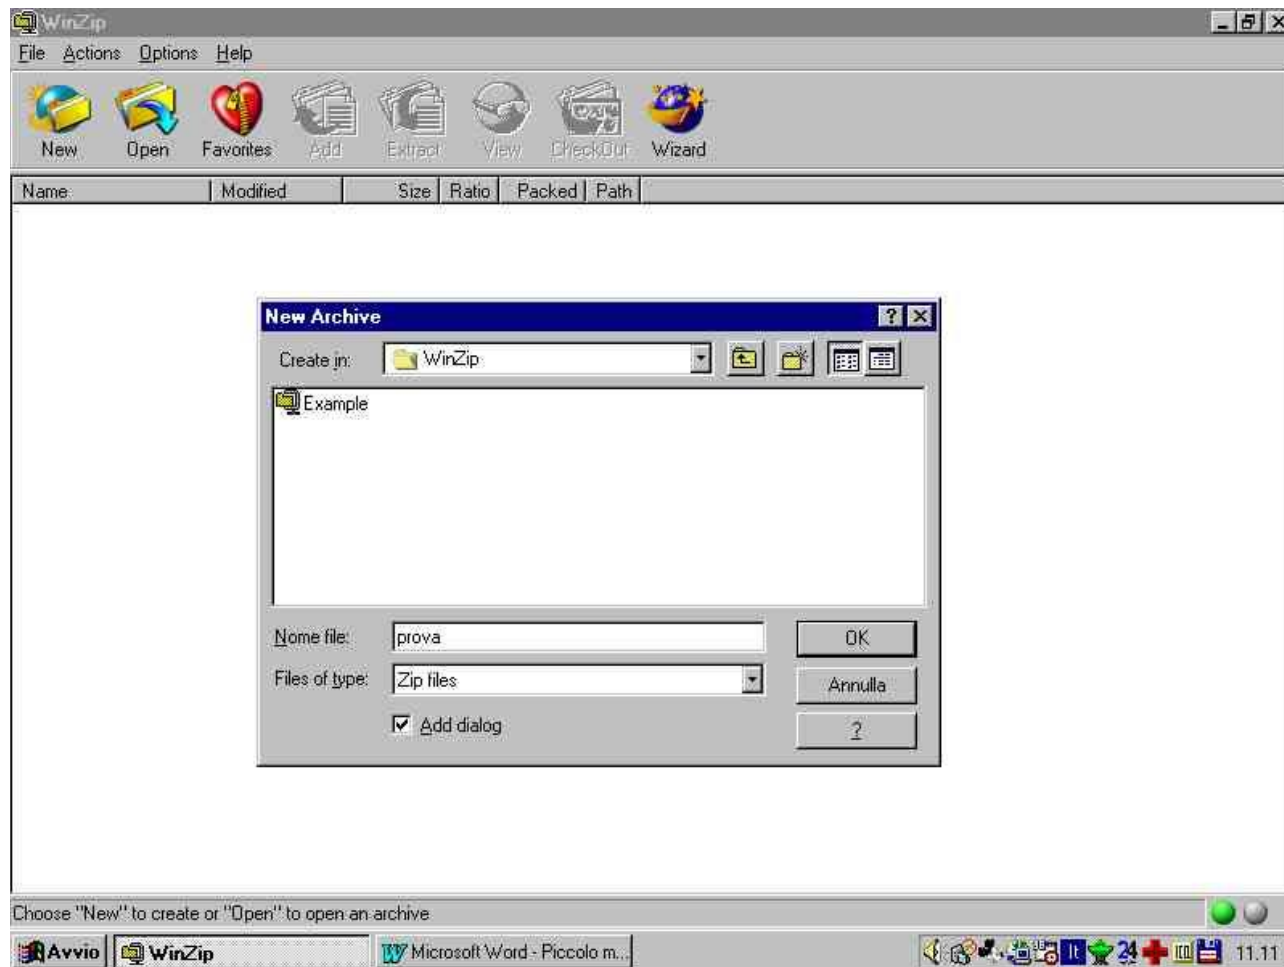 WinZip
File Actions Options Help
New Open Favorites Add Extract View CheckOut Wizard
Name Modified Size Ratio Packed Path
New Archive
Create in: WinZip
Example
Nome file: prova OK
Files of type: Zip files Annulla
Add dialog ?
Choose "New" to create or "Open" to open an archive
Avvio WinZip Microsoft Word - Piccolo m... It 24 11.11